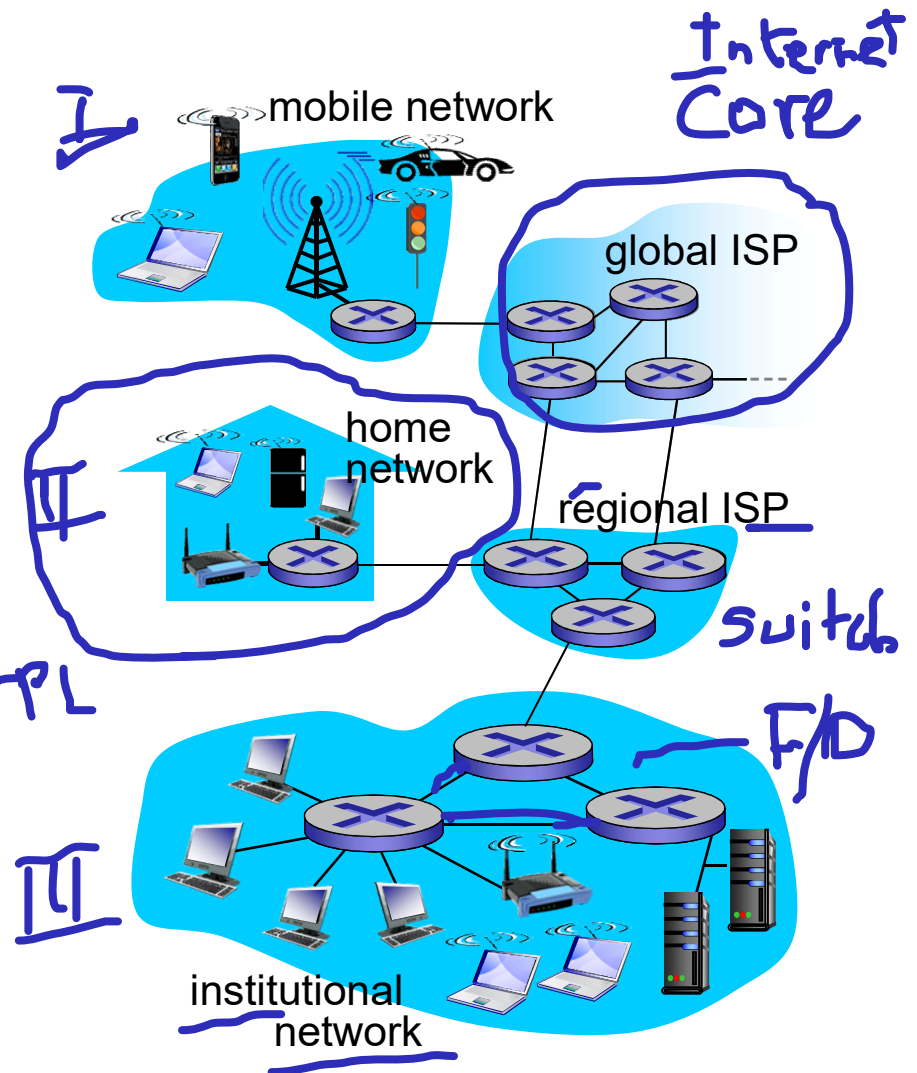 Internet
Core
I
mobile network
global ISP
home
network
II
regional ISP
switch
PL
F/D
III
institutional
network